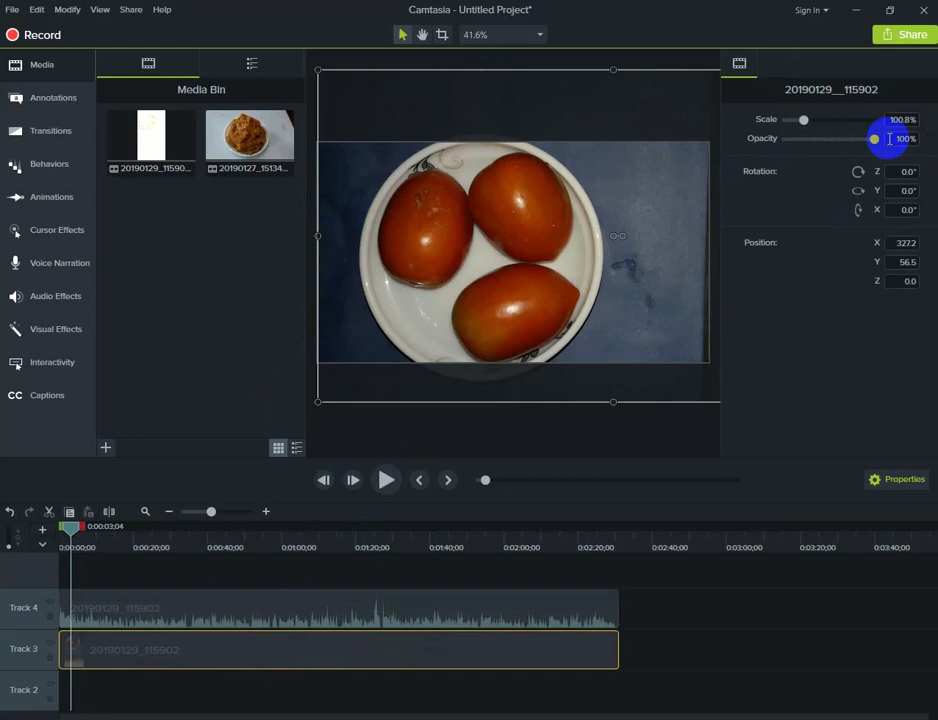 File Edit Modify View Share Help
Camtasia - Untitled Project*
Sign In
Record
41.6%
Share
Media
Annotations
Transitions
Behaviors
Animations
Cursor Effects
Voice Narration
Audio Effects
Visual Effects
Interactivity
CC Captions
Media Bin
20190129_11590...
20190127_15134...
20190129__115902
Scale 100.8%
Opacity 100%
Rotation: Z 0.0°
Y 0.0°
X 0.0°
Position: X 327.2
Y 56.5
Z 0.0
Properties
0:00:03;04
0:00:00;00 0:00:20;00 0:00:40;00 0:01:00;00 0:01:20;00 0:01:40;00 0:02:00;00 0:02:20;00 0:02:40;00 0:03:00;00 0:03:20;00 0:03:40;00
Track 4 20190129_115902
Track 3 20190129_115902
Track 2